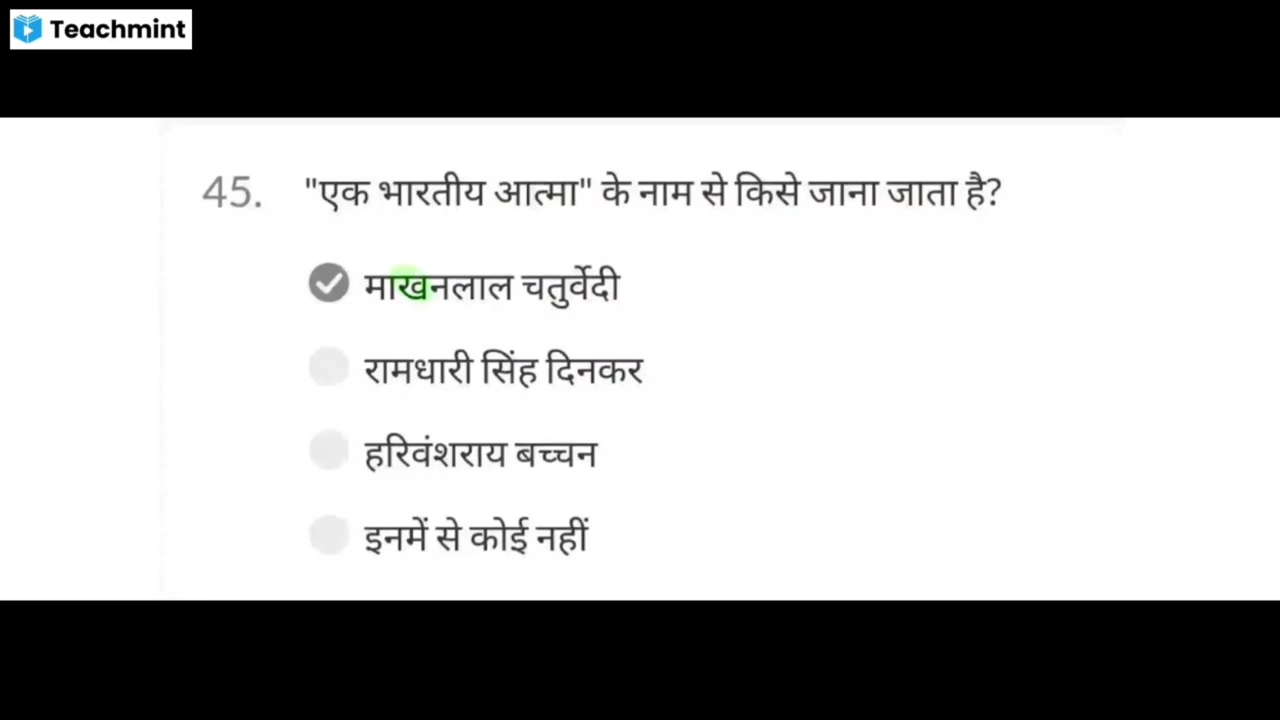 Teachmint
45. "एक भारतीय आत्मा" के नाम से किसे जाना जाता है?
माखनलाल चतुर्वेदी
रामधारी सिंह दिनकर
हरिवंशराय बच्चन
इनमें से कोई नहीं